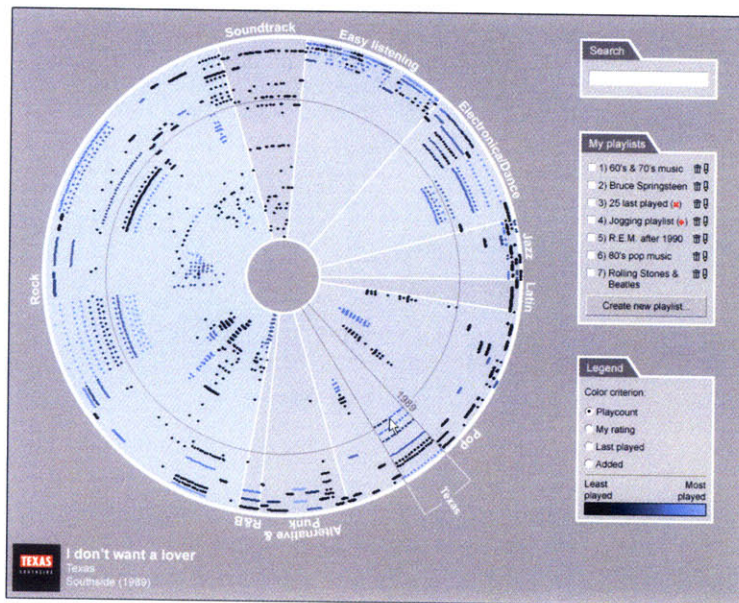 Soundtrack
Easy listening
Electronica/Dance
Jazz
Latin
Pop
Texas
1989
Alternative &
Punk
R&B
Rock
Search
My playlists
1) 60's & 70's music
2) Bruce Springsteen
3) 25 last played (x)
4) Jogging playlist (+)
5) R.E.M. after 1990
6) 80's pop music
7) Rolling Stones &
Beatles
Create new playlist...
Legend
Color criterion:
Playcount
My rating
Last played
Added
Least
played
Most
played
TEXAS
SOUTHSIDE
I don't want a lover
Texas
Southside (1989)